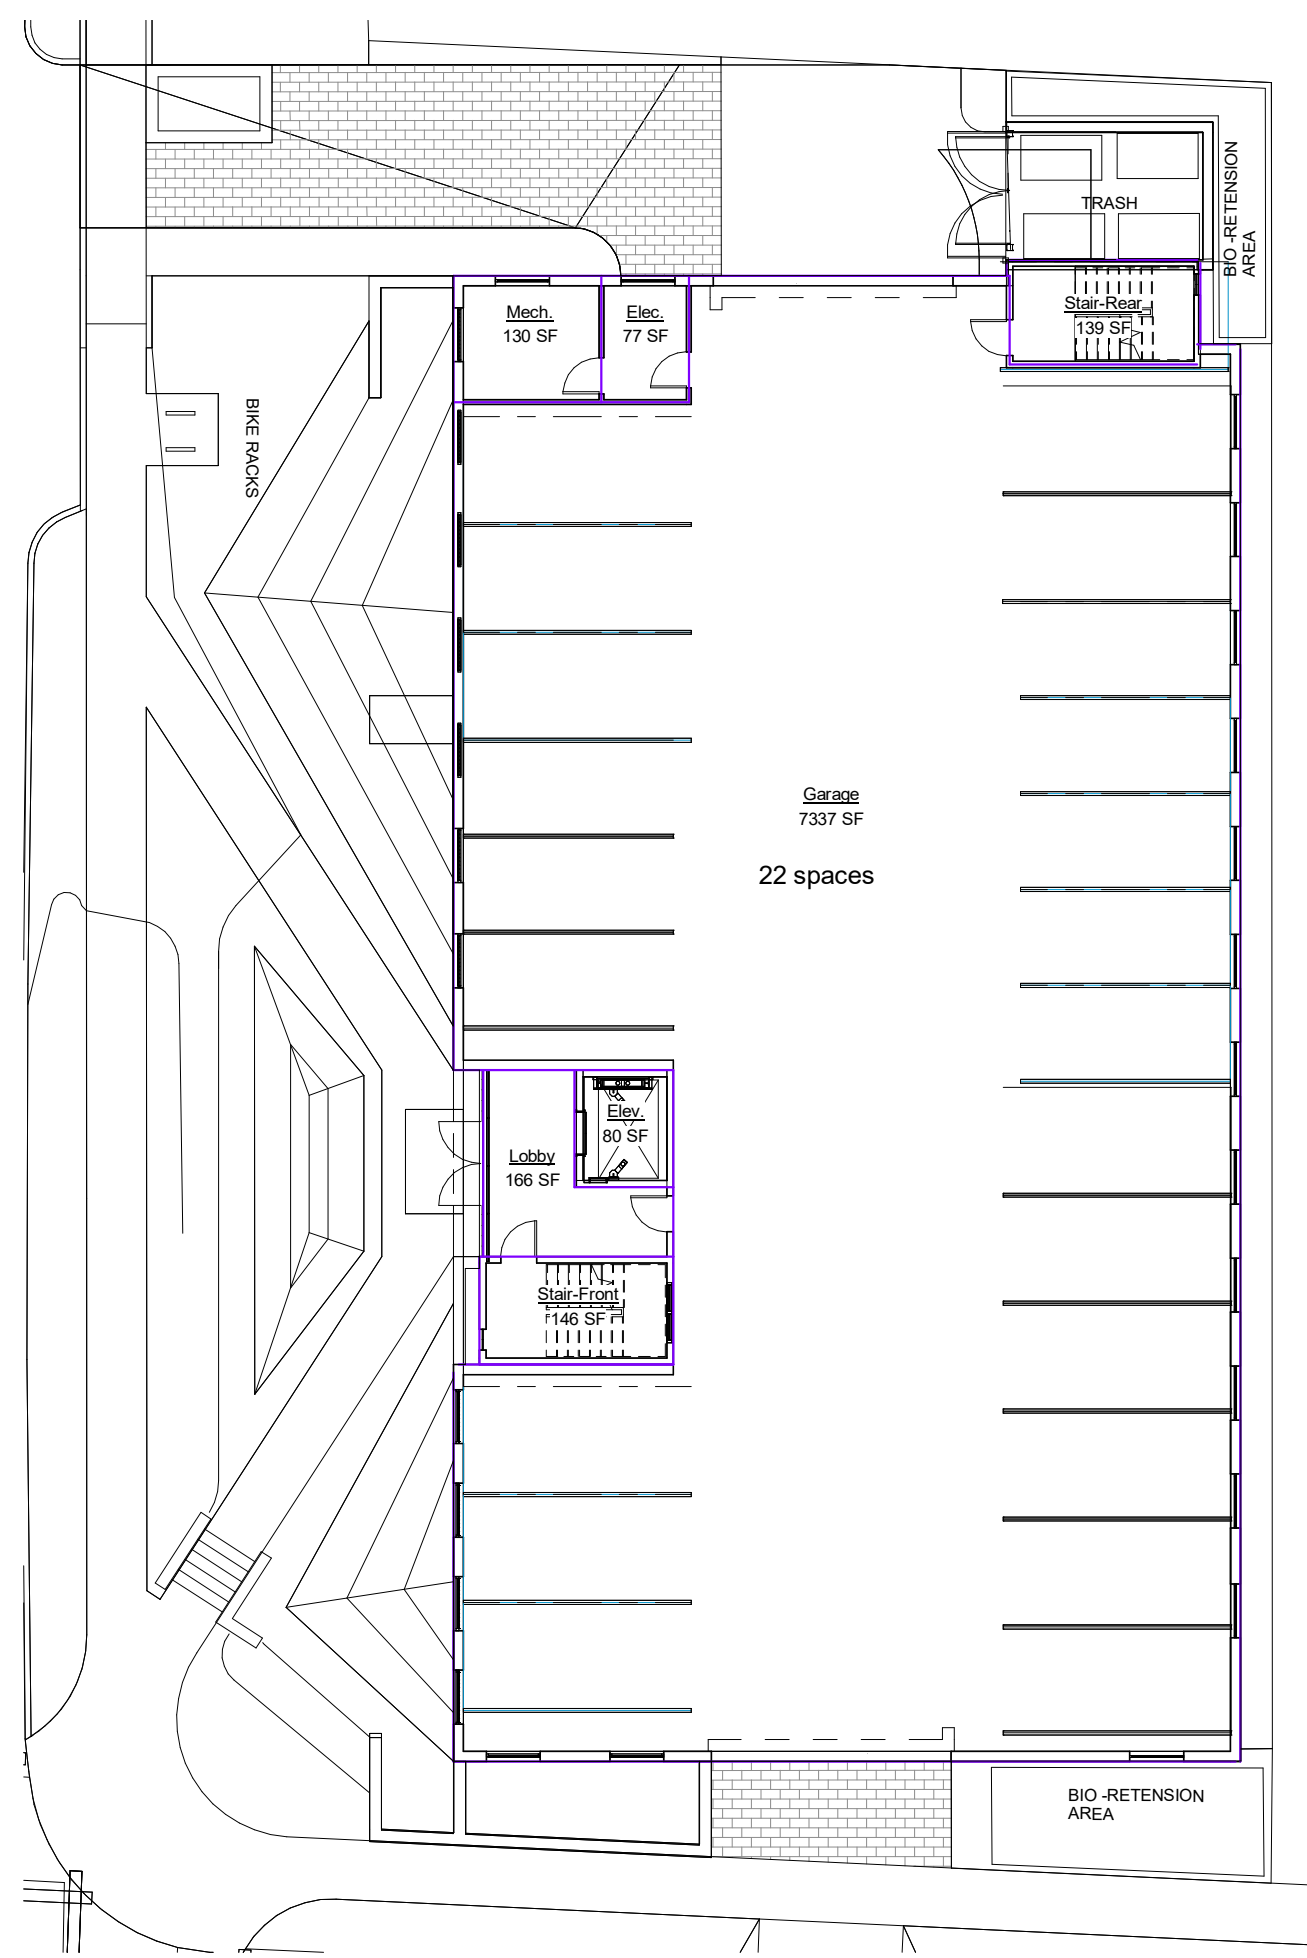 TRASH
BIO -RETENSION
AREA
Mech.
130 SF
Elec.
77 SF
Stair-Rear
139 SF
BIKE RACKS
Garage
7337 SF
22 spaces
Elev.
80 SF
Lobby
166 SF
Stair-Front
146 SF
BIO -RETENSION
AREA